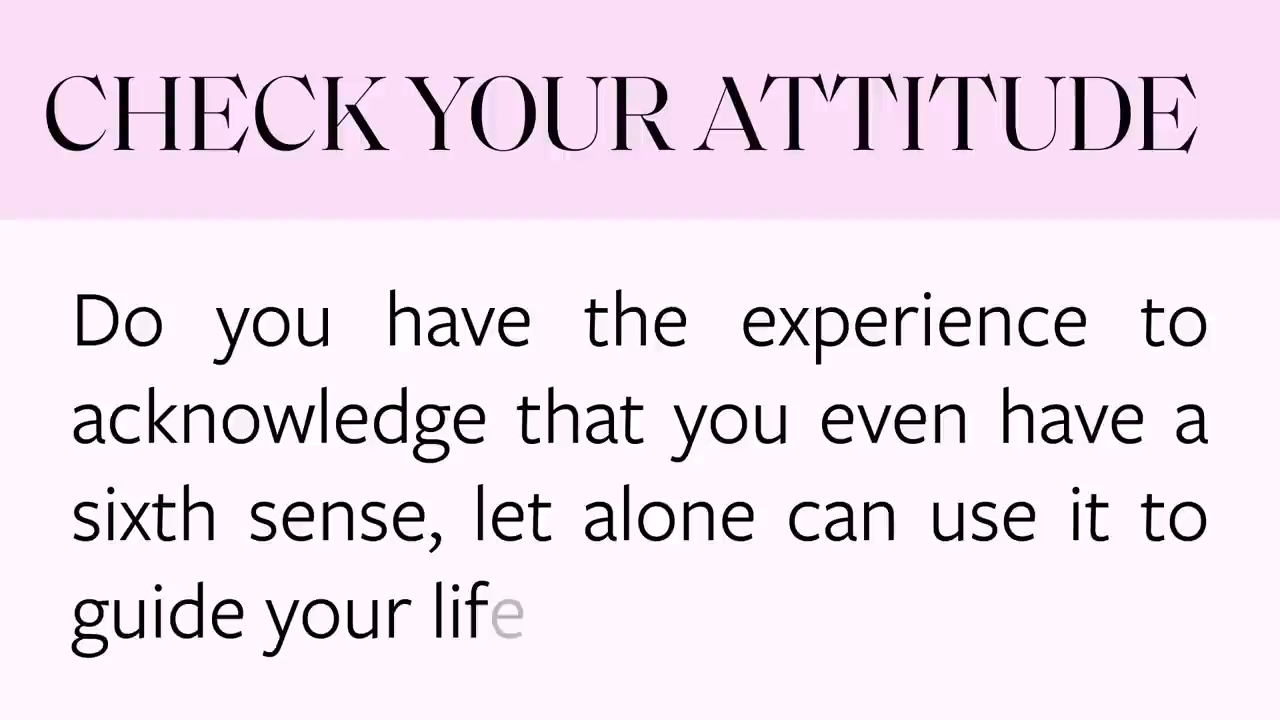 CHECK YOUR ATTITUDE
Do you have the experience to
acknowledge that you even have a
sixth sense, let alone can use it to
guide your life